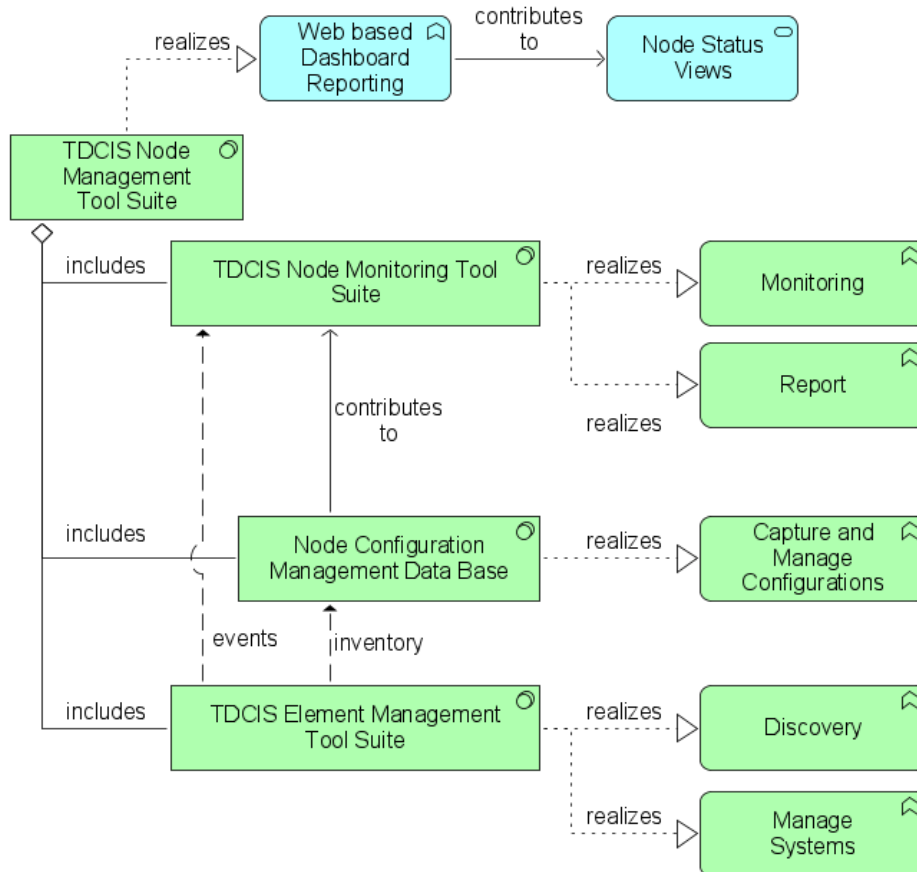 contributes
to
realizes
Web based
Dashboard
Reporting
Node Status
Views
TDCIS Node
Management
Tool Suite
includes
TDCIS Node Monitoring Tool
Suite
realizes
Monitoring
Report
realizes
contributes
to
includes
Node Configuration
Management Data Base
realizes
Capture and
Manage
Configurations
events
inventory
includes
TDCIS Element Management
Tool Suite
realizes
Discovery
realizes
Manage
Systems